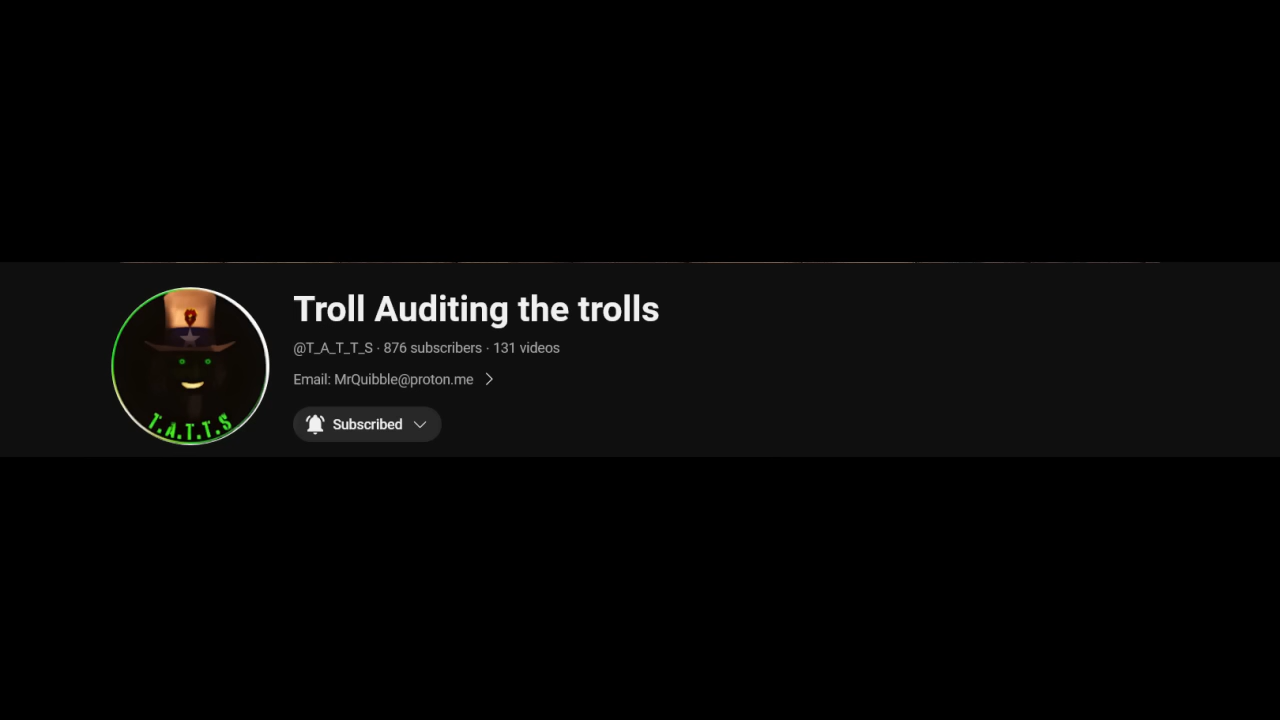 Troll Auditing the trolls
@T_A_T_T_S · 876 subscribers · 131 videos
Email: MrQuibble@proton.me
Subscribed
T.A.T.T.S